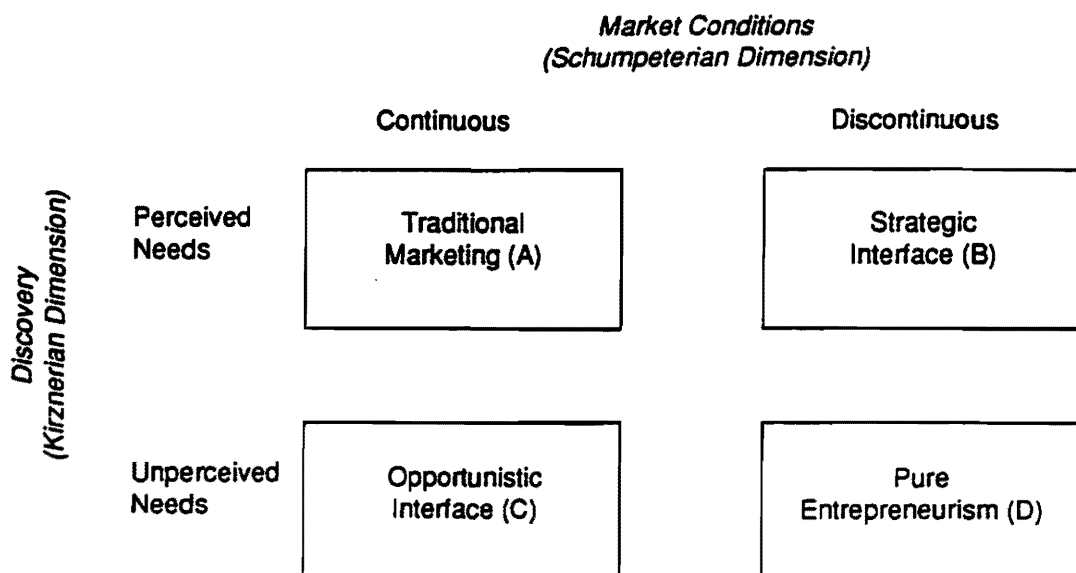 Market Conditions
(Schumpeterian Dimension)
Continuous
Discontinuous
Discovery
(Kirznerian Dimension)
Perceived
Needs
Traditional
Marketing (A)
Strategic
Interface (B)
Unperceived
Needs
Opportunistic
Interface (C)
Pure
Entrepreneurism (D)